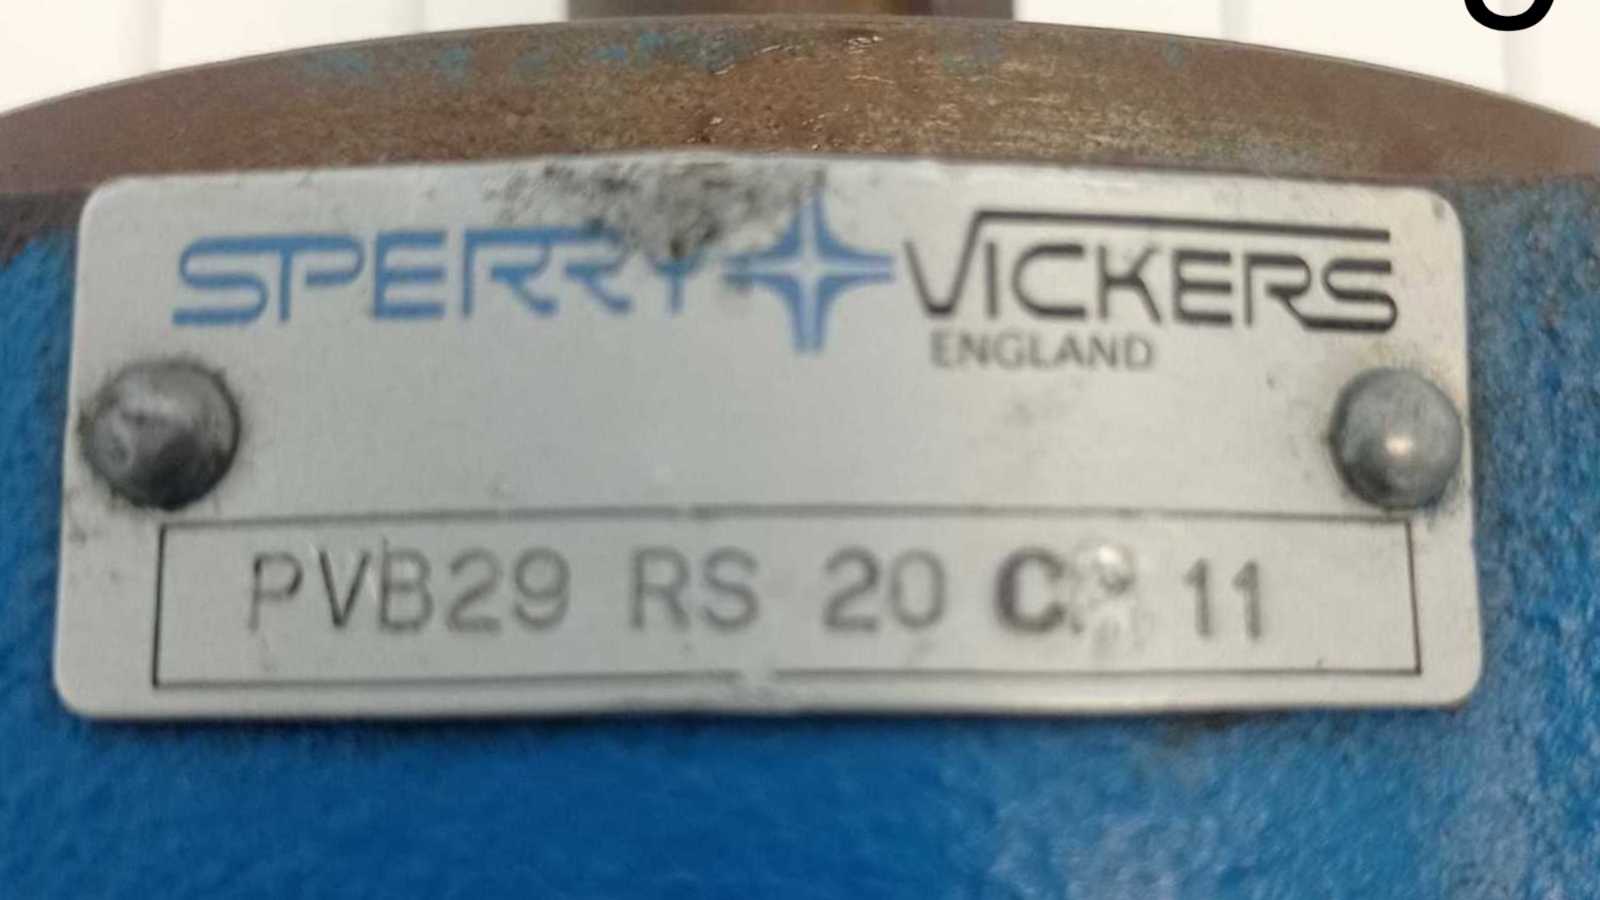 SPERRY VICKERS
ENGLAND
PVB29 RS 20 C 11